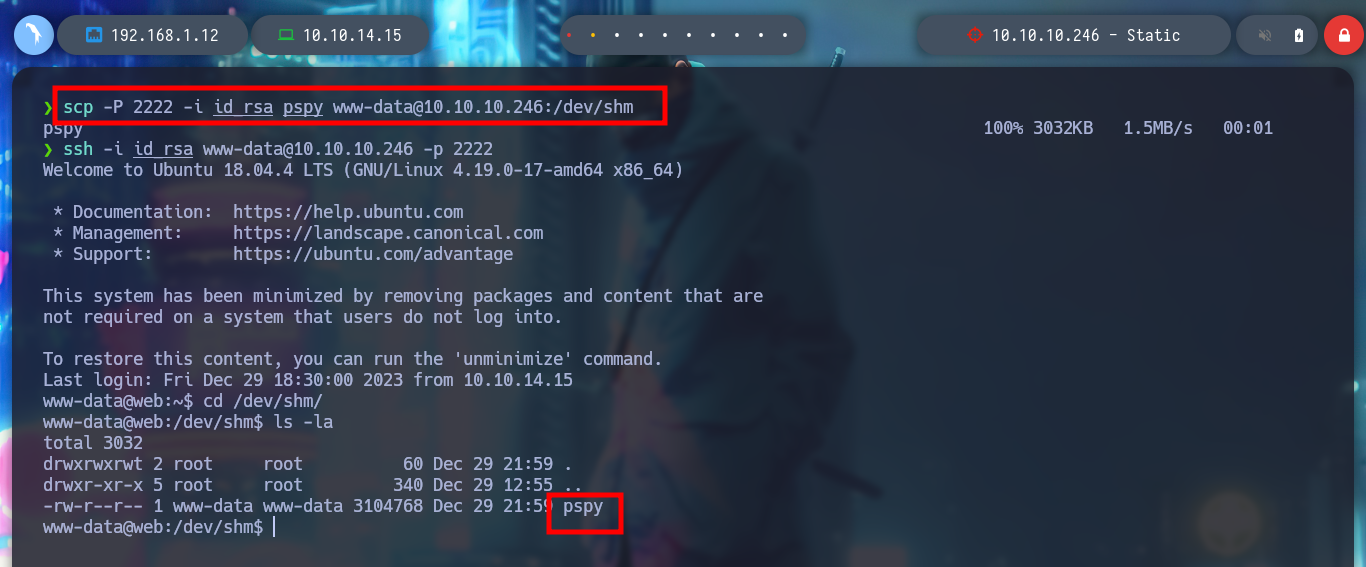 192.168.1.12 10.10.14.15 10.10.10.246 - Static
❯ scp -P 2222 -i id_rsa pspy www-data@10.10.10.246:/dev/shm
pspy 100% 3032KB 1.5MB/s 00:01
❯ ssh -i id_rsa www-data@10.10.10.246 -p 2222
Welcome to Ubuntu 18.04.4 LTS (GNU/Linux 4.19.0-17-amd64 x86_64)
* Documentation: https://help.ubuntu.com
* Management: https://landscape.canonical.com
* Support: https://ubuntu.com/advantage
This system has been minimized by removing packages and content that are
not required on a system that users do not log into.
To restore this content, you can run the 'unminimize' command.
Last login: Fri Dec 29 18:30:00 2023 from 10.10.14.15
www-data@web:~$ cd /dev/shm/
www-data@web:/dev/shm$ ls -la
total 3032
drwxrwxrwt 2 root root 60 Dec 29 21:59 .
drwxr-xr-x 5 root root 340 Dec 29 12:55 ..
-rw-r--r-- 1 www-data www-data 3104768 Dec 29 21:59 pspy
www-data@web:/dev/shm$